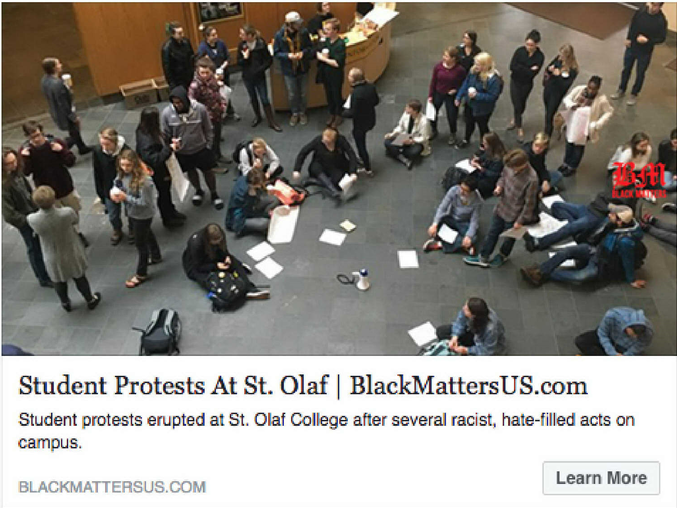 BM
BLACK MATTERS
Student Protests At St. Olaf | BlackMattersUS.com
Student protests erupted at St. Olaf College after several racist, hate-filled acts on
campus.
BLACKMATTERSUS.COM
Learn More